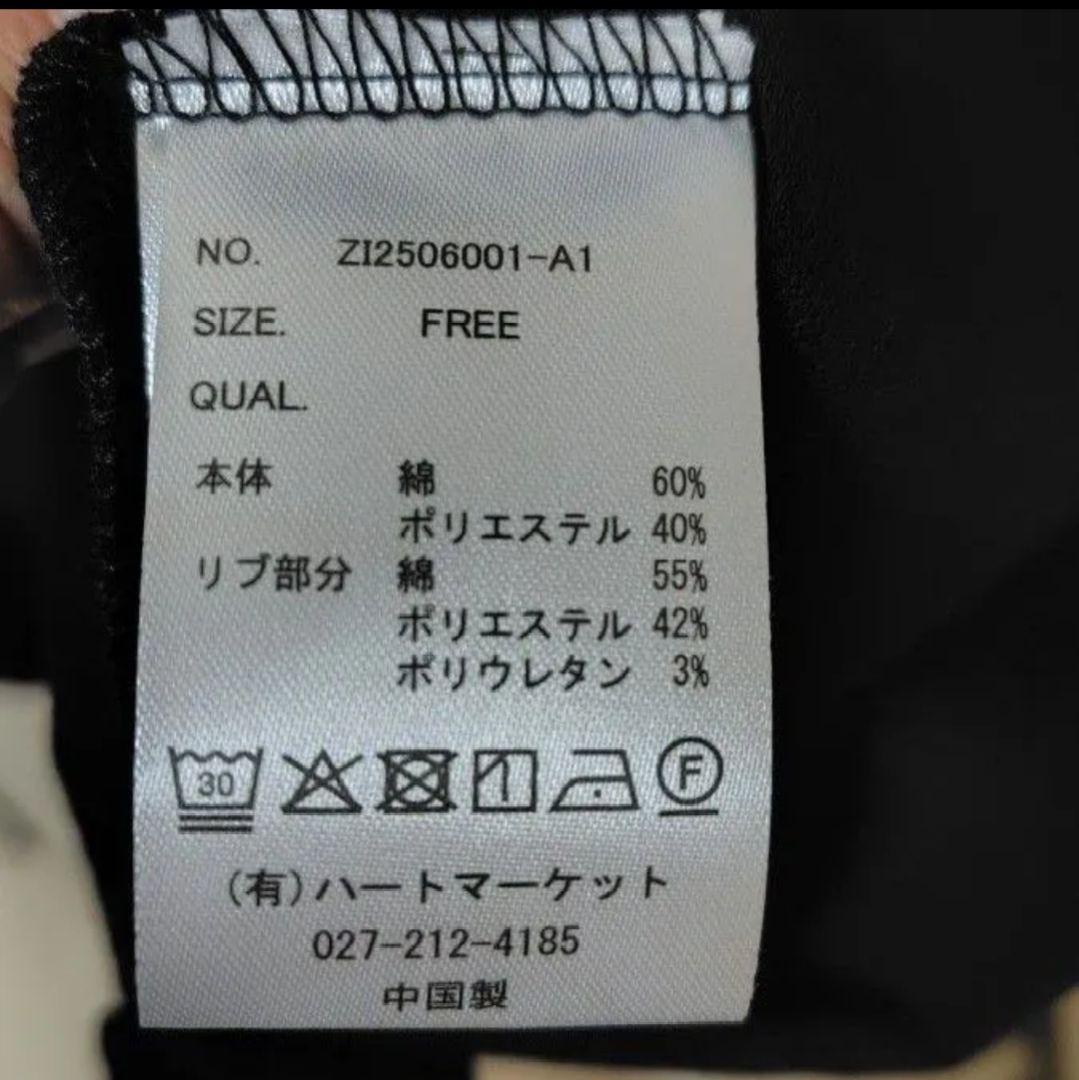 NO. ZI2506001-A1
SIZE. FREE
QUAL.
本体 綿 60%
ポリエステル 40%
リブ部分 綿 55%
ポリエステル 42%
ポリウレタン 3%
30 F
(有)ハートマーケット
027-212-4185
中国製